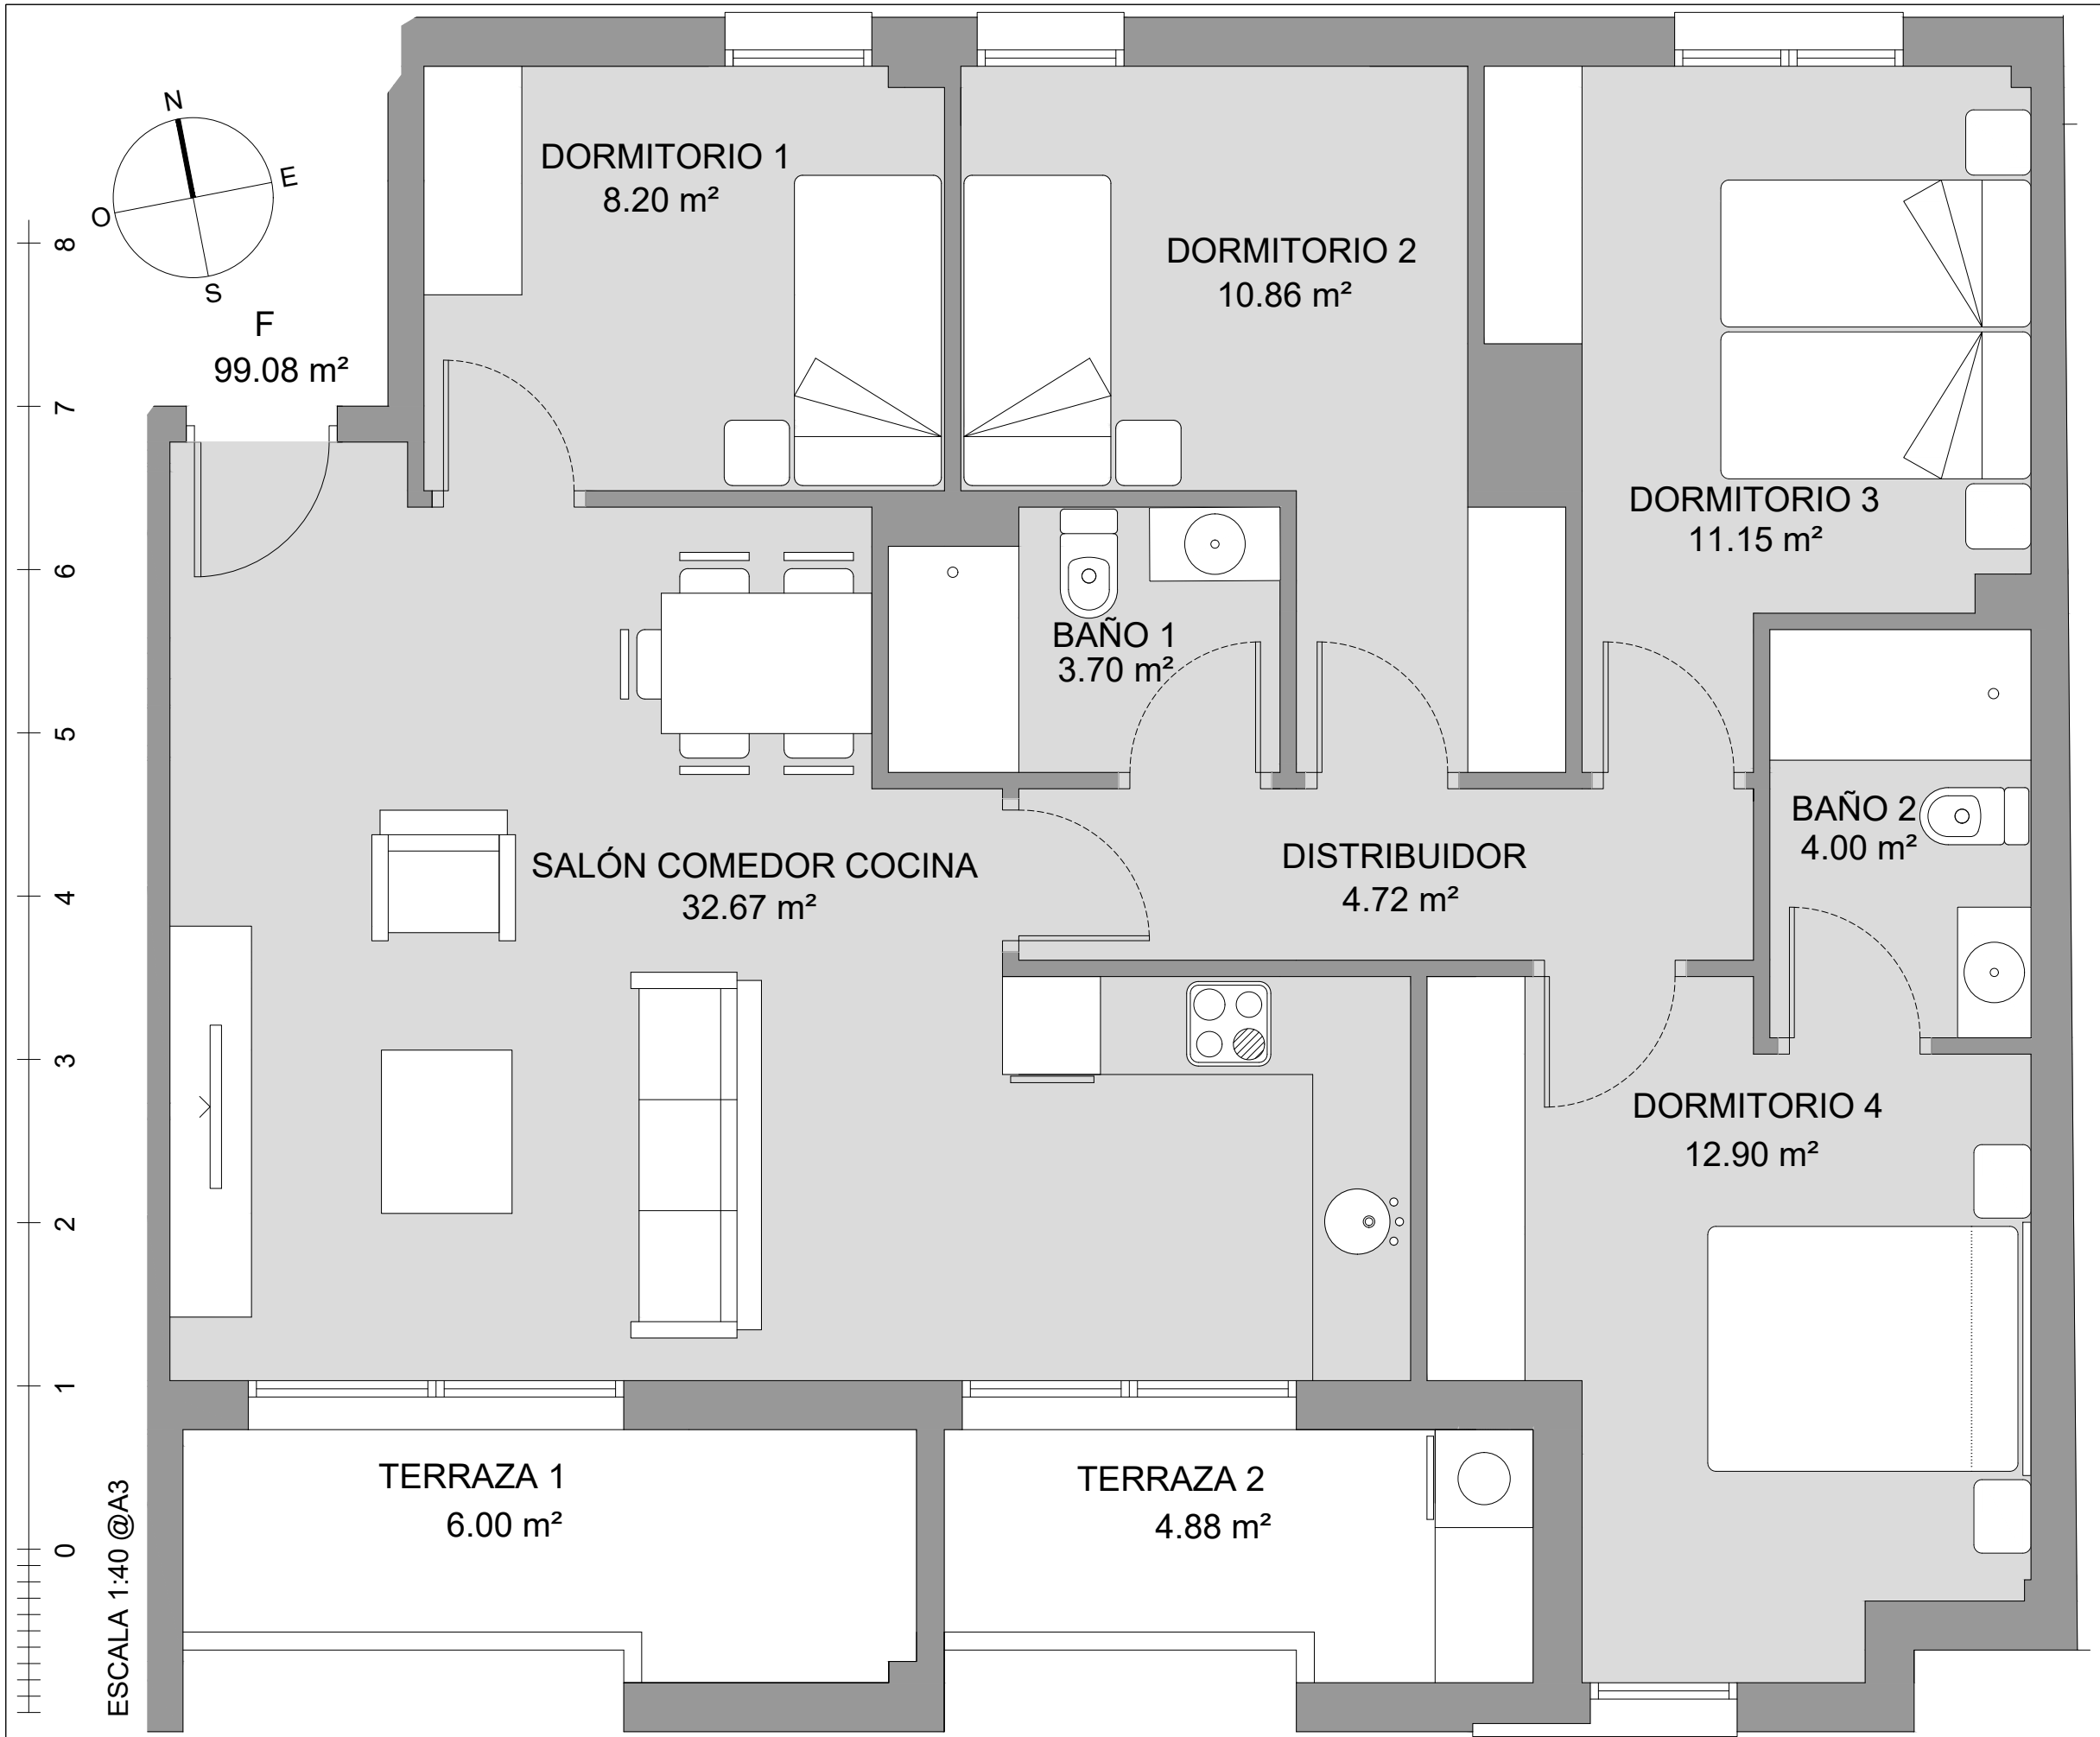 N
E
O
S
F
99.08 m²
DORMITORIO 1
8.20 m²
DORMITORIO 2
10.86 m²
DORMITORIO 3
11.15 m²
BAÑO 1
3.70 m²
BAÑO 2
4.00 m²
SALÓN COMEDOR COCINA
32.67 m²
DISTRIBUIDOR
4.72 m²
DORMITORIO 4
12.90 m²
TERRAZA 1
6.00 m²
TERRAZA 2
4.88 m²
8
7
6
5
4
3
2
1
0
ESCALA 1:40 @A3